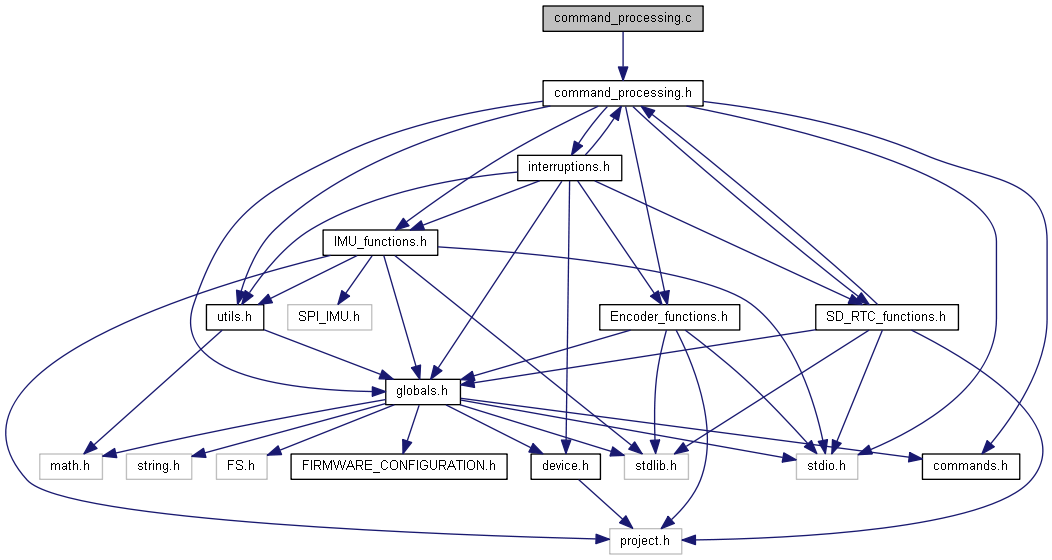 command_processing.c
command_processing.h
interruptions.h
IMU_functions.h
utils.h
SPI_IMU.h
Encoder_functions.h
SD_RTC_functions.h
globals.h
math.h
string.h
FS.h
FIRMWARE_CONFIGURATION.h
device.h
stdlib.h
stdio.h
commands.h
project.h